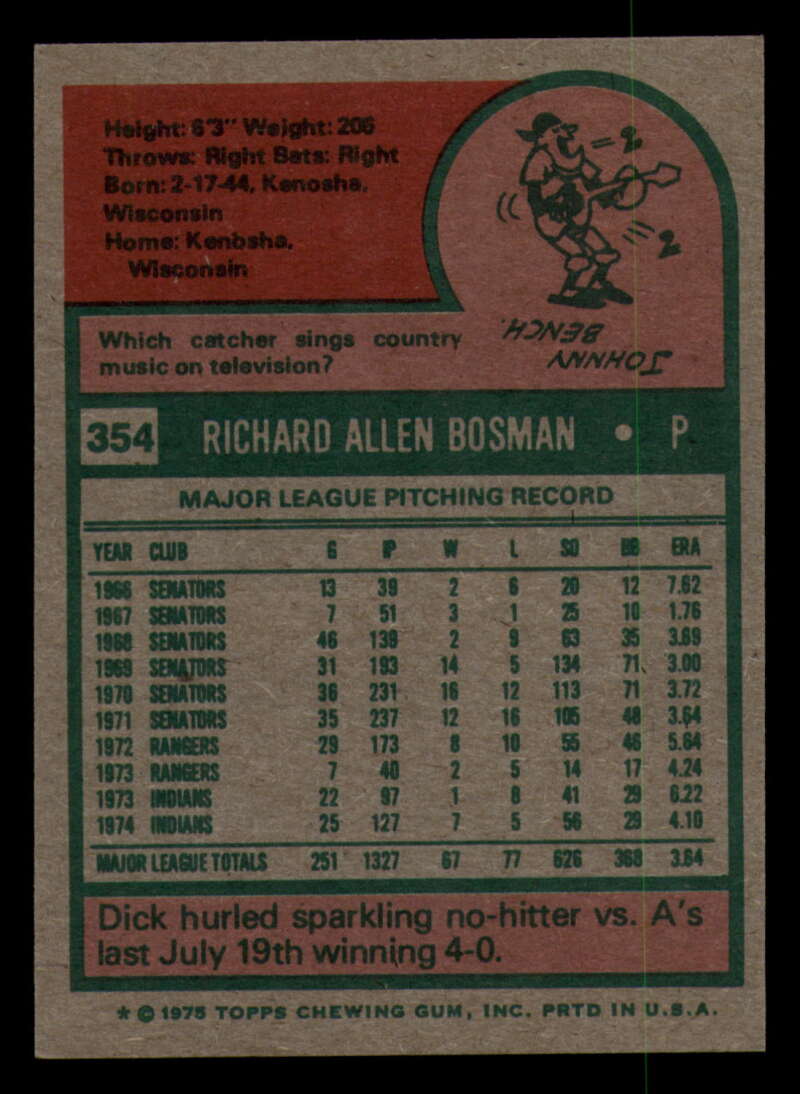 Height: 6'3" Weight: 206
Throws: Right Bats: Right
Born: 2-17-44, Kenosha,
Wisconsin
Home: Kenosha,
Wisconsin
Which catcher sings country
music on television?
JOHNNY
BENCH.
354 RICHARD ALLEN BOSMAN • P
MAJOR LEAGUE PITCHING RECORD
YEAR CLUB G IP W L SO BB ERA
1966 SENATORS 13 39 2 6 20 12 7.62
1967 SENATORS 7 51 3 1 25 10 1.76
1968 SENATORS 46 139 2 9 63 35 3.69
1969 SENATORS 31 193 14 5 134 71 3.00
1970 SENATORS 36 231 16 12 113 71 3.72
1971 SENATORS 35 237 12 16 105 48 3.64
1972 RANGERS 29 173 8 10 55 46 5.64
1973 RANGERS 7 40 2 5 14 17 4.24
1973 INDIANS 22 97 1 8 41 29 6.22
1974 INDIANS 25 127 7 5 56 29 4.10
MAJOR LEAGUE TOTALS 251 1327 67 77 626 368 3.64
Dick hurled sparkling no-hitter vs. A's
last July 19th winning 4-0.
* © 1975 TOPPS CHEWING GUM, INC. PRTD IN U.S.A.